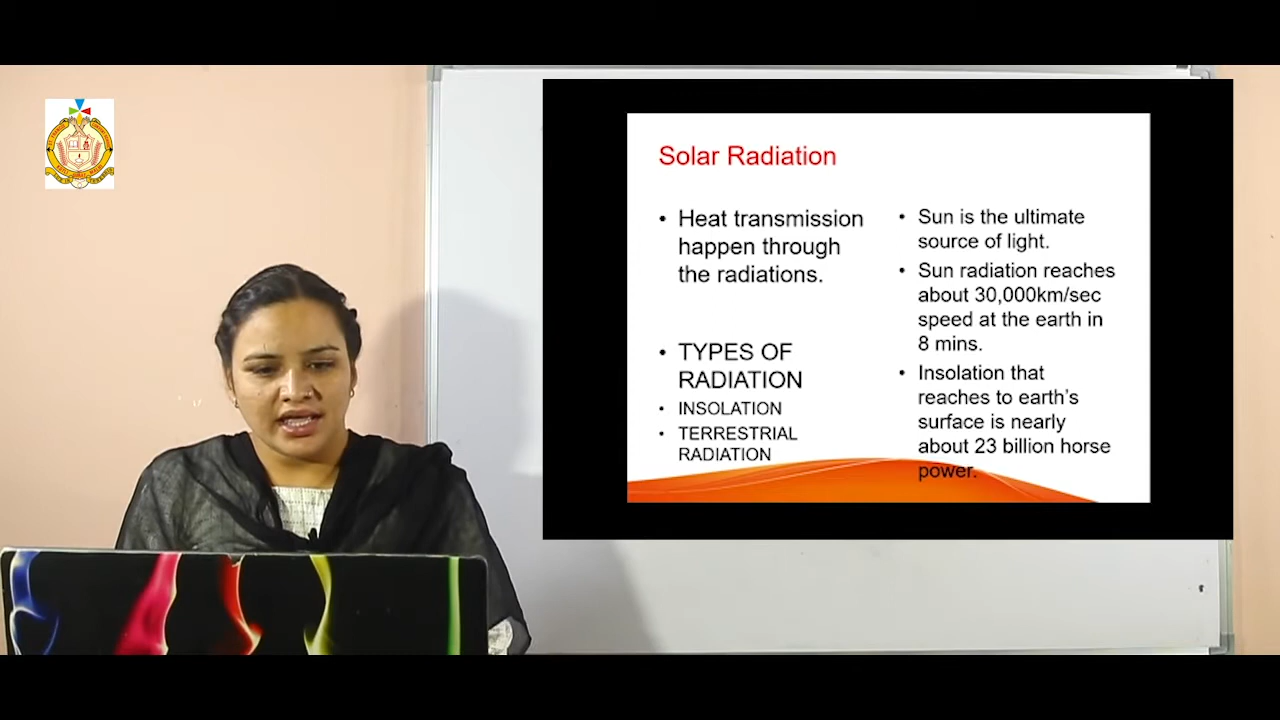 Solar Radiation
• Heat transmission
happen through
the radiations.
• TYPES OF
RADIATION
• INSOLATION
• TERRESTRIAL
RADIATION
• Sun is the ultimate
source of light.
• Sun radiation reaches
about 30,000km/sec
speed at the earth in
8 mins.
• Insolation that
reaches to earth's
surface is nearly
about 23 billion horse
power.